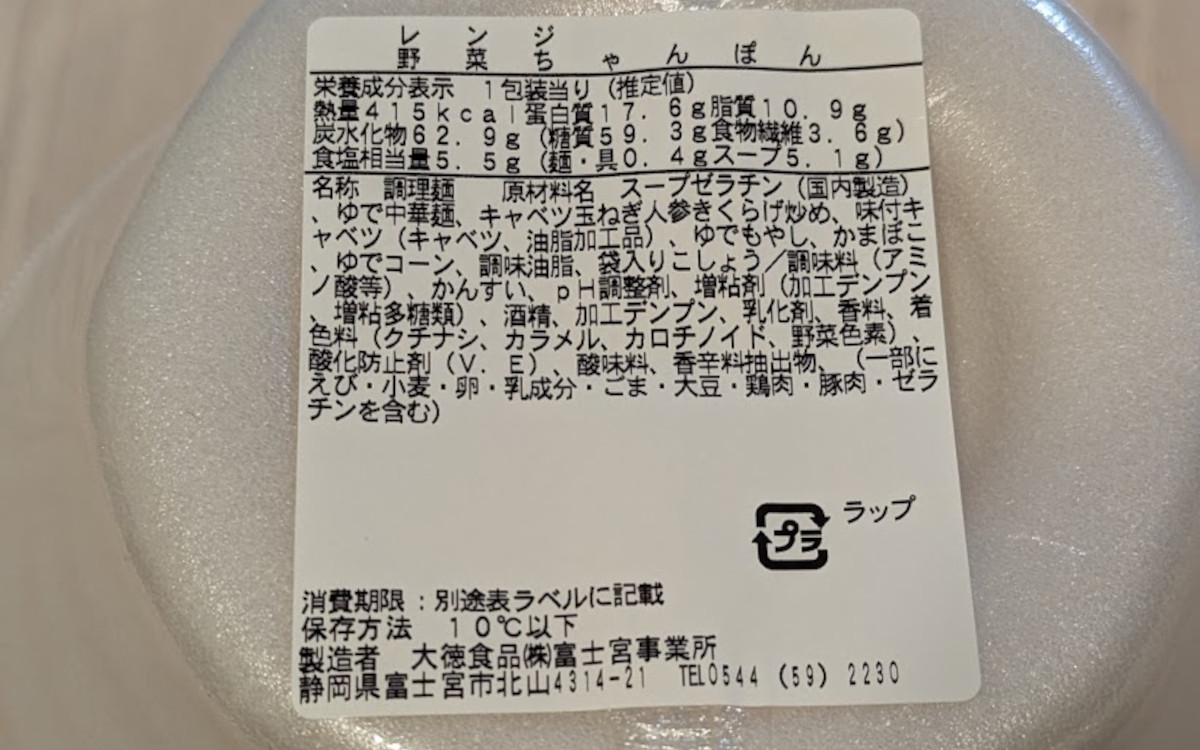 レンジ
野菜ちゃんぽん
栄養成分表示　1包装当り（推定値）
熱量415kcal蛋白質17．6g脂質10．9g
炭水化物62．9g（糖質59．3g食物繊維3．6g）
食塩相当量5．5g（麺・具0．4gスープ5．1g）
名称　調理麺　　原材料名　スープゼラチン（国内製造）
、ゆで中華麺、キャベツ玉ねぎ人参きくらげ炒め、味付キ
ャベツ（キャベツ、油脂加工品）、ゆでもやし、かまぼこ
、ゆでコーン、調味油脂、袋入りこしょう／調味料（アミ
ノ酸等）、かんすい、pH調整剤、増粘剤（加工デンプン
、増粘多糖類）、酒精、加工デンプン、乳化剤、香料、着
色料（クチナシ、カラメル、カロチノイド、野菜色素）、
酸化防止剤（V．E）、酸味料、香辛料抽出物、（一部に
えび・小麦・卵・乳成分・ごま・大豆・鶏肉・豚肉・ゼラ
チンを含む）
プラ　ラップ
消費期限：別途表ラベルに記載
保存方法　10℃以下
製造者　大徳食品㈱富士宮事業所
静岡県富士宮市北山4314-21　TEL0544（59）2230